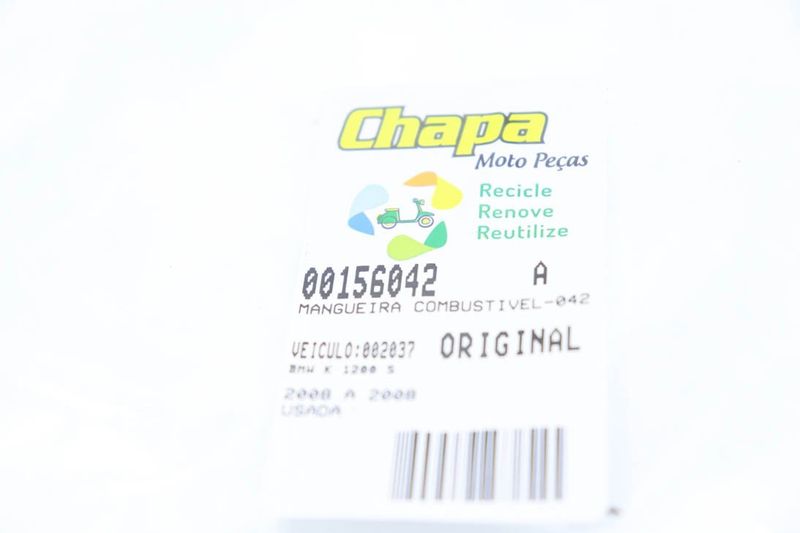 Chapa
Moto Peças
Recicle
Renove
Reutilize
00156042 A
MANGUEIRA COMBUSTIVEL-042
VEICULO:002037 ORIGINAL
BMW K 1200 S
2008 A 2008
USADA